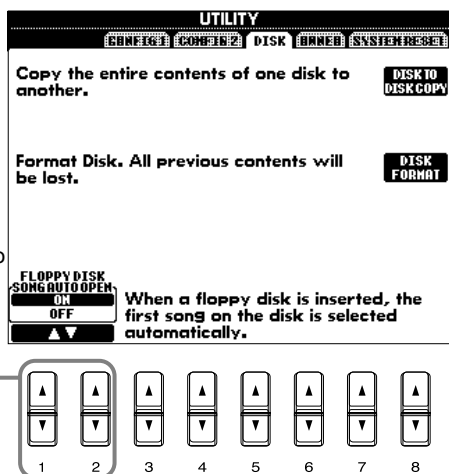 UTILITY
CONFIG 1 CONFIG 2 DISK OWNER SYSTEM RESET
Copy the entire contents of one disk to
another.
DISK TO
DISK COPY
Format Disk. All previous contents will
be lost.
DISK
FORMAT
FLOPPY DISK
SONG AUTO OPEN
ON
OFF
When a floppy disk is inserted, the
first song on the disk is selected
automatically.
1 2 3 4 5 6 7 8